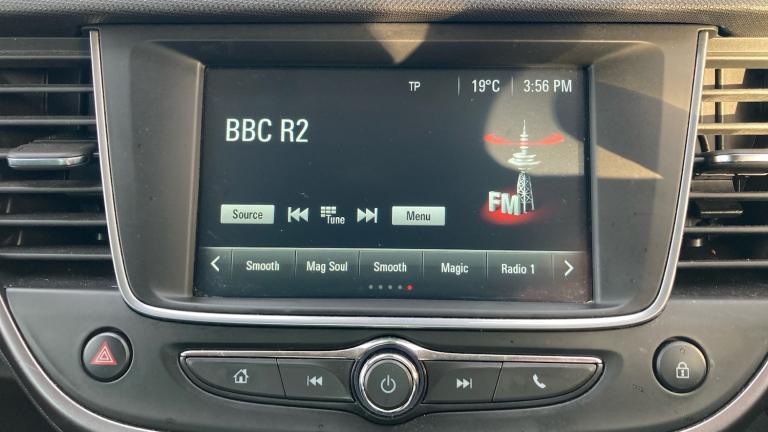 TP 19°C 3:56 PM
BBC R2
FM
Source Tune Menu
Smooth Mag Soul Smooth Magic Radio 1